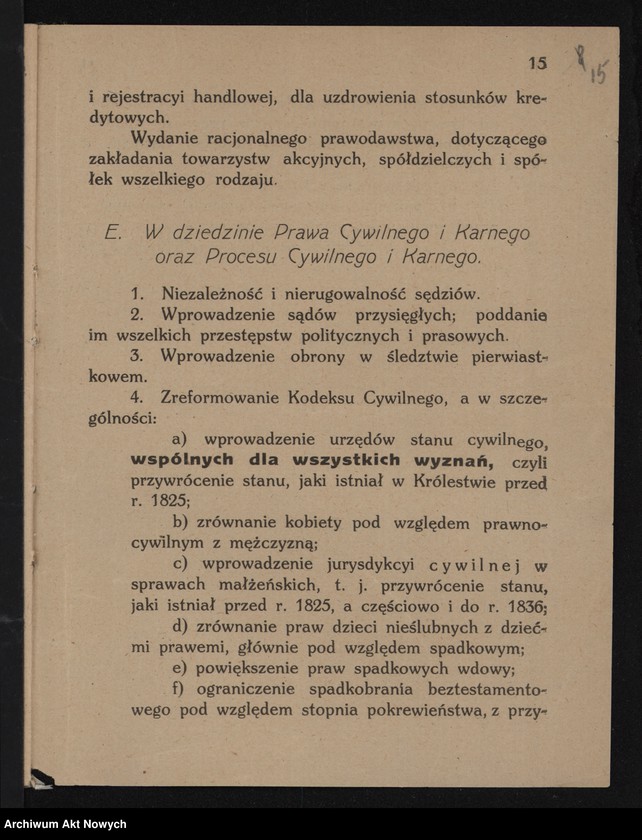 15
15
i rejestracyi handlowej, dla uzdrowienia stosunków kre-
dytowych.
Wydanie racjonalnego prawodawstwa, dotyczącego
zakładania towarzystw akcyjnych, spółdzielczych i spó-
łek wszelkiego rodzaju.
E. W dziedzinie Prawa Cywilnego i Karnego
oraz Procesu Cywilnego i Karnego.
1. Niezależność i nierugowalność sędziów.
2. Wprowadzenie sądów przysięgłych; poddanie
im wszelkich przestępstw politycznych i prasowych.
3. Wprowadzenie obrony w śledztwie pierwiast-
kowem.
4. Zreformowanie Kodeksu Cywilnego, a w szcze-
gólności:
a) wprowadzenie urzędów stanu cywilnego,
wspólnych dla wszystkich wyznań, czyli
przywrócenie stanu, jaki istniał w Królestwie przed
r. 1825;
b) zrównanie kobiety pod względem prawno-
cywilnym z mężczyzną;
c) wprowadzenie jurysdykcyi cywilnej w
sprawach małżeńskich, t. j. przywrócenie stanu,
jaki istniał przed r. 1825, a częściowo i do r. 1836;
d) zrównanie praw dzieci nieślubnych z dzieć-
mi prawemi, głównie pod względem spadkowym;
e) powiększenie praw spadkowych wdowy;
f) ograniczenie spadkobrania beztestamento-
wego pod względem stopnia pokrewieństwa, z przy-
Archiwum Akt Nowych